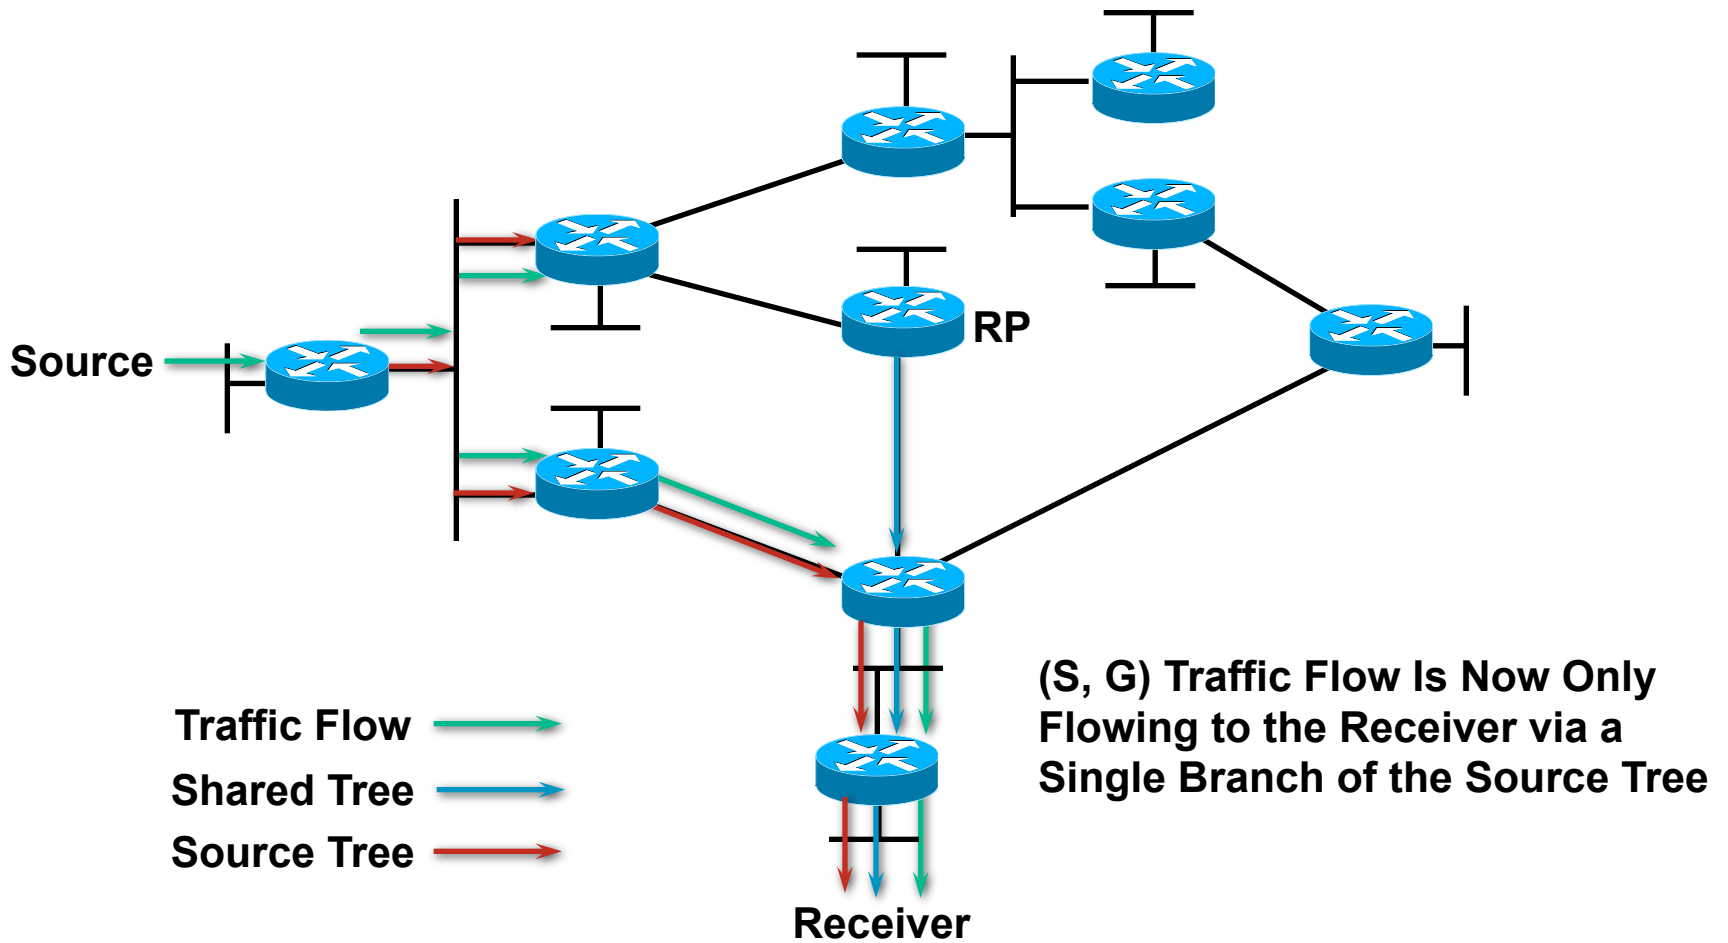 RP
Source
(S, G) Traffic Flow Is Now Only
Flowing to the Receiver via a
Single Branch of the Source Tree
Traffic Flow
Shared Tree
Source Tree
Receiver